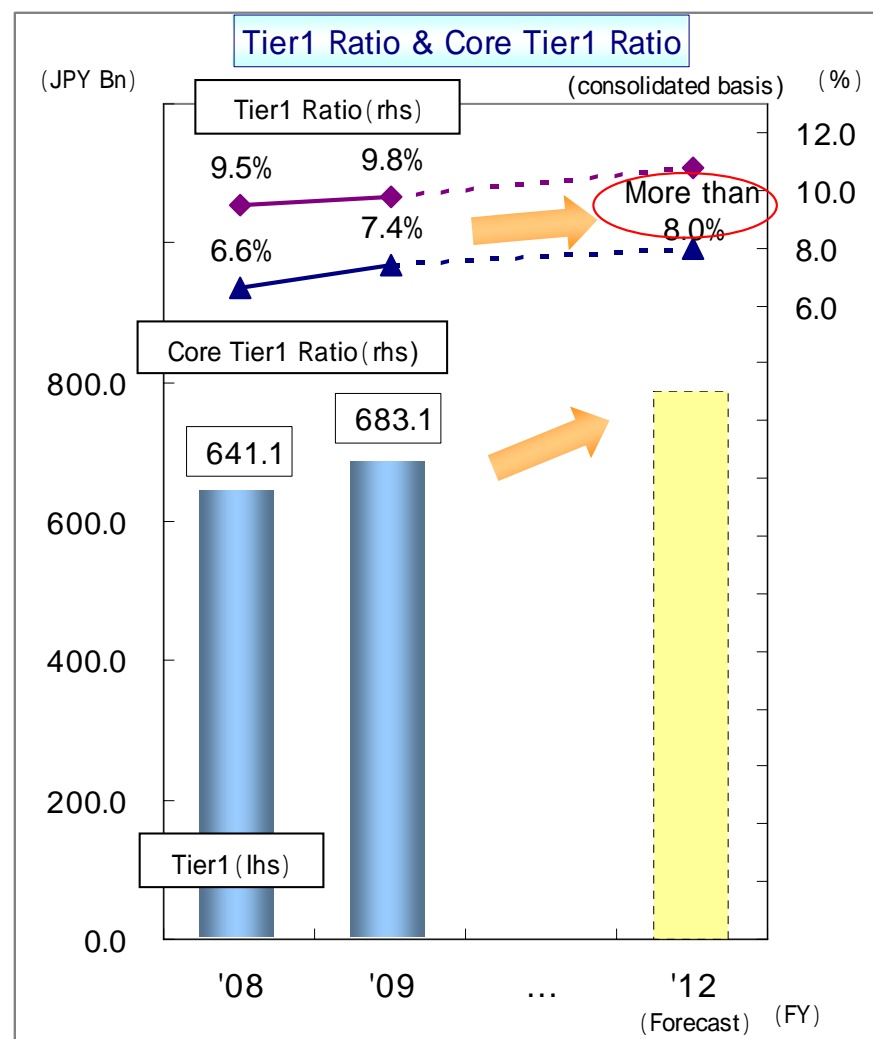 Tier1 Ratio & Core Tier1 Ratio
(JPY Bn)
(consolidated basis)
(%)
Tier1 Ratio(rhs)
12.0
9.5%
9.8%
More than
8.0%
10.0
6.6%
7.4%
8.0
6.0
Core Tier1 Ratio(rhs)
800.0
641.1
683.1
600.0
400.0
200.0
Tier1(lhs)
0.0
'08
'09
...
'12
(Forecast)
(FY)